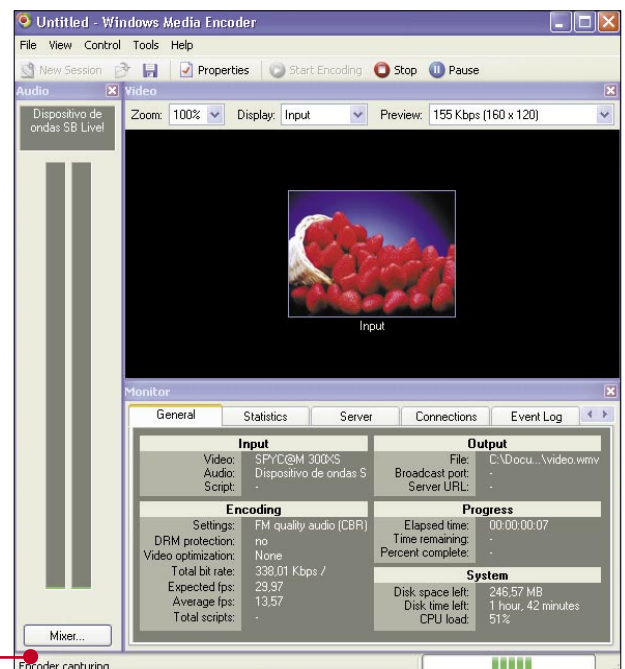 Untitled - Windows Media Encoder
File View Control Tools Help
New Session Properties Start Encoding Stop Pause
Audio
Dispositivo de
ondas SB Live!
Mixer...
Video
Zoom: 100% Display: Input Preview: 155 Kbps (160 x 120)
Input
Monitor
General Statistics Server Connections Event Log
Input
Video: SPYC@M 300XS
Audio: Dispositivo de ondas S
Script: -
Encoding
Settings: FM quality audio (CBR)
DRM protection: no
Video optimization: None
Total bit rate: 338,01 Kbps /
Expected fps: 29,97
Average fps: 13,57
Total scripts: -
Output
File: C:\Docu...\video.wmv
Broadcast port: -
Server URL: -
Progress
Elapsed time: 00:00:00:07
Time remaining: -
Percent complete: -
System
Disk space left: 246,57 MB
Disk time left: 1 hour, 42 minutes
CPU load: 51%
Encoder capturing